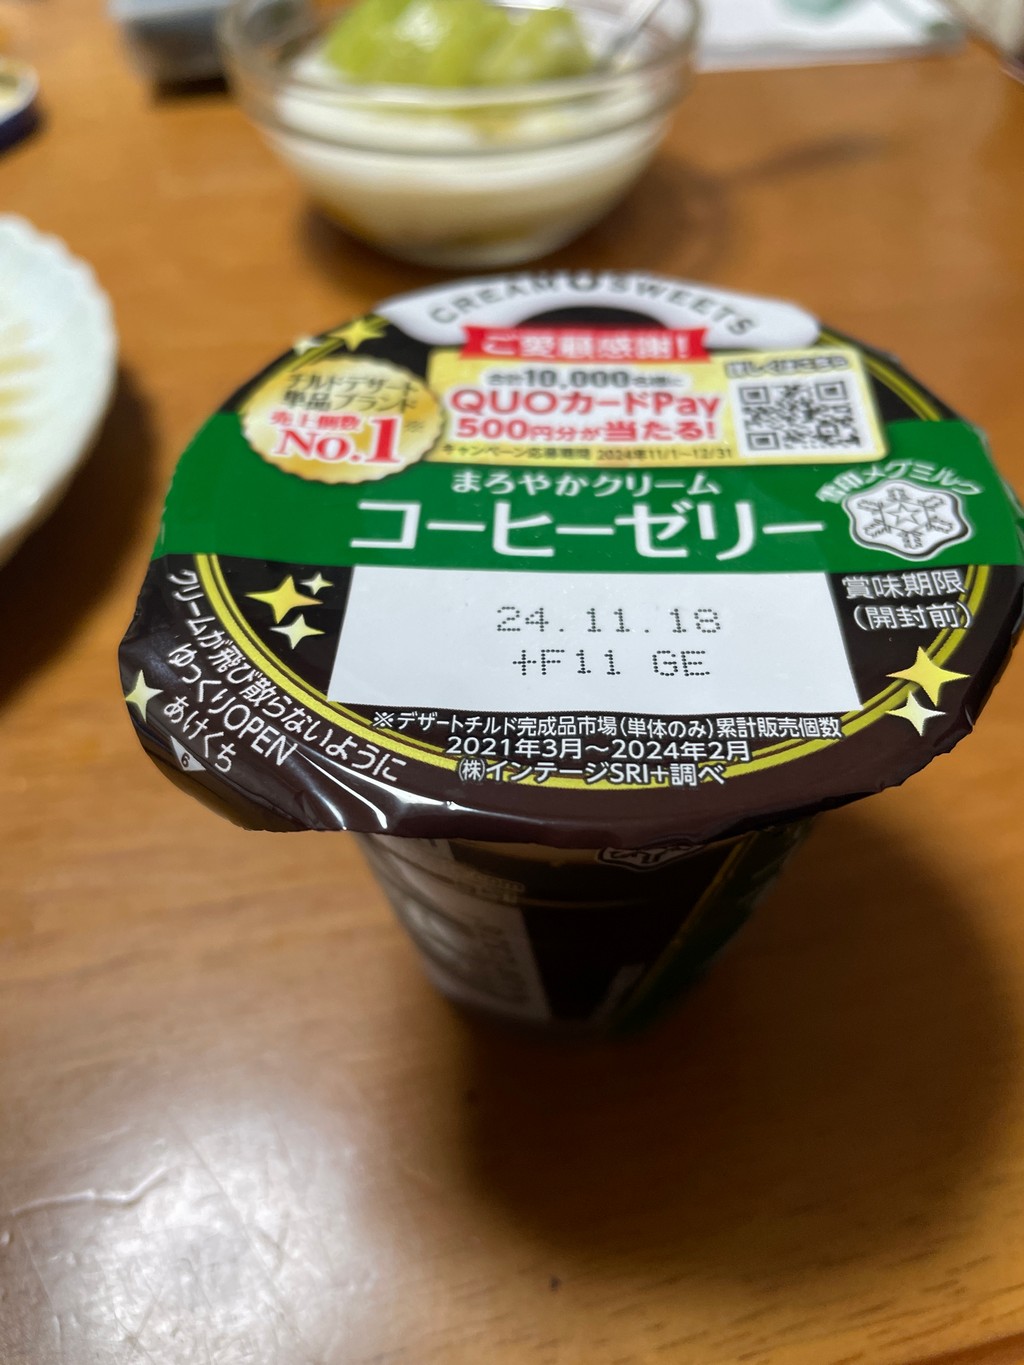 CREAM SWEETS
ご愛顧感謝!
合計10,000名様に
QUOカードPay
500円分が当たる!
キャンペーン応募期間 2024年11/1~12/31
詳しくはこちら
チルドデザート
単品ブランド
売上個数※
No.1
まろやかクリーム
コーヒーゼリー
雪印メグミルク
賞味期限
(開封前)
24.11.18
+F11 GE
クリームが飛び散らないように
ゆっくりOPEN
あけくち
6
※デザートチルド完成品市場(単体のみ)累計販売個数
2021年3月~2024年2月
㈱インテージSRI+調べ